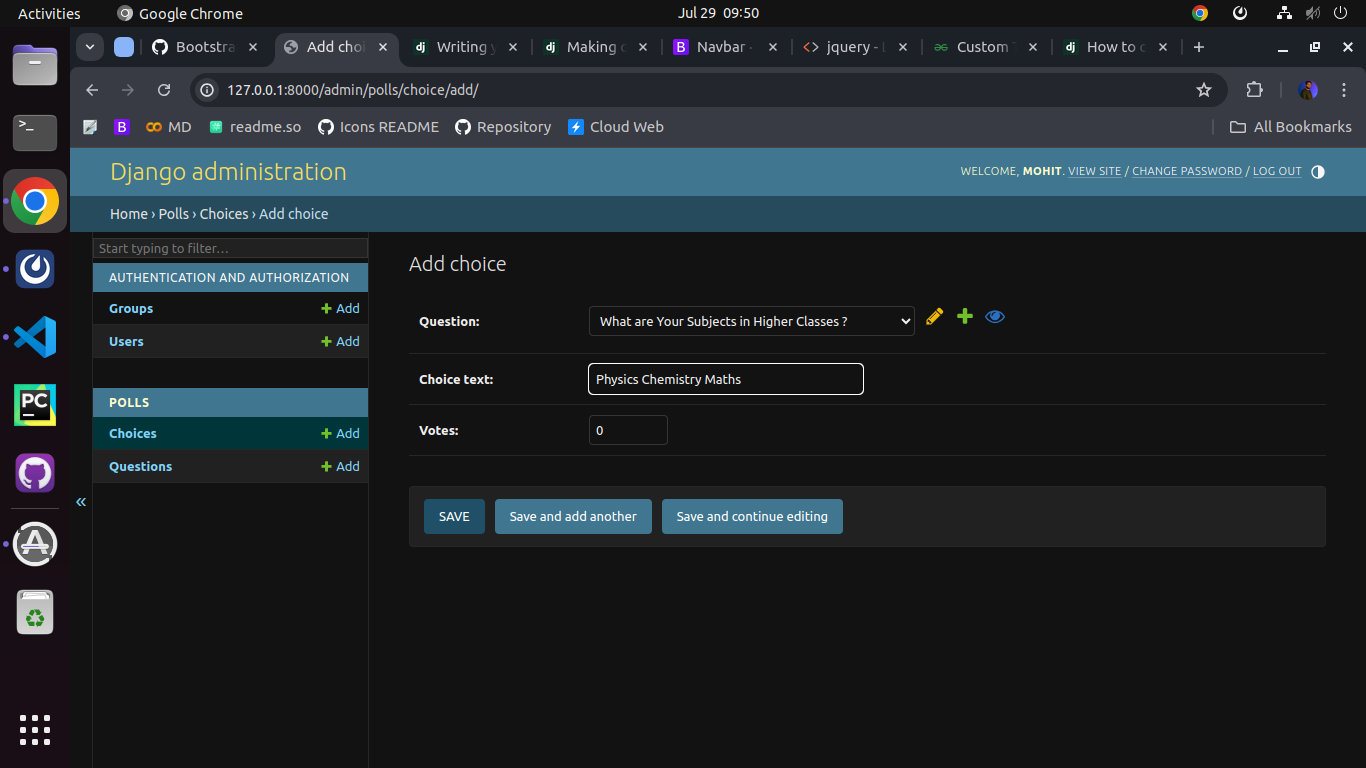 Activities Google Chrome Jul 29 09:50
Bootstra Add choi Writing y Making Navbar - jquery - Custom How to
127.0.0.1:8000/admin/polls/choice/add/
MD readme.so Icons README Repository Cloud Web All Bookmarks
Django administration
WELCOME, MOHIT. VIEW SITE / CHANGE PASSWORD / LOG OUT
Home › Polls › Choices › Add choice
Start typing to filter…
AUTHENTICATION AND AUTHORIZATION
Groups + Add
Users + Add
POLLS
Choices + Add
Questions + Add
«
Add choice
Question: What are Your Subjects in Higher Classes ?
Choice text: Physics Chemistry Maths
Votes: 0
SAVE Save and add another Save and continue editing